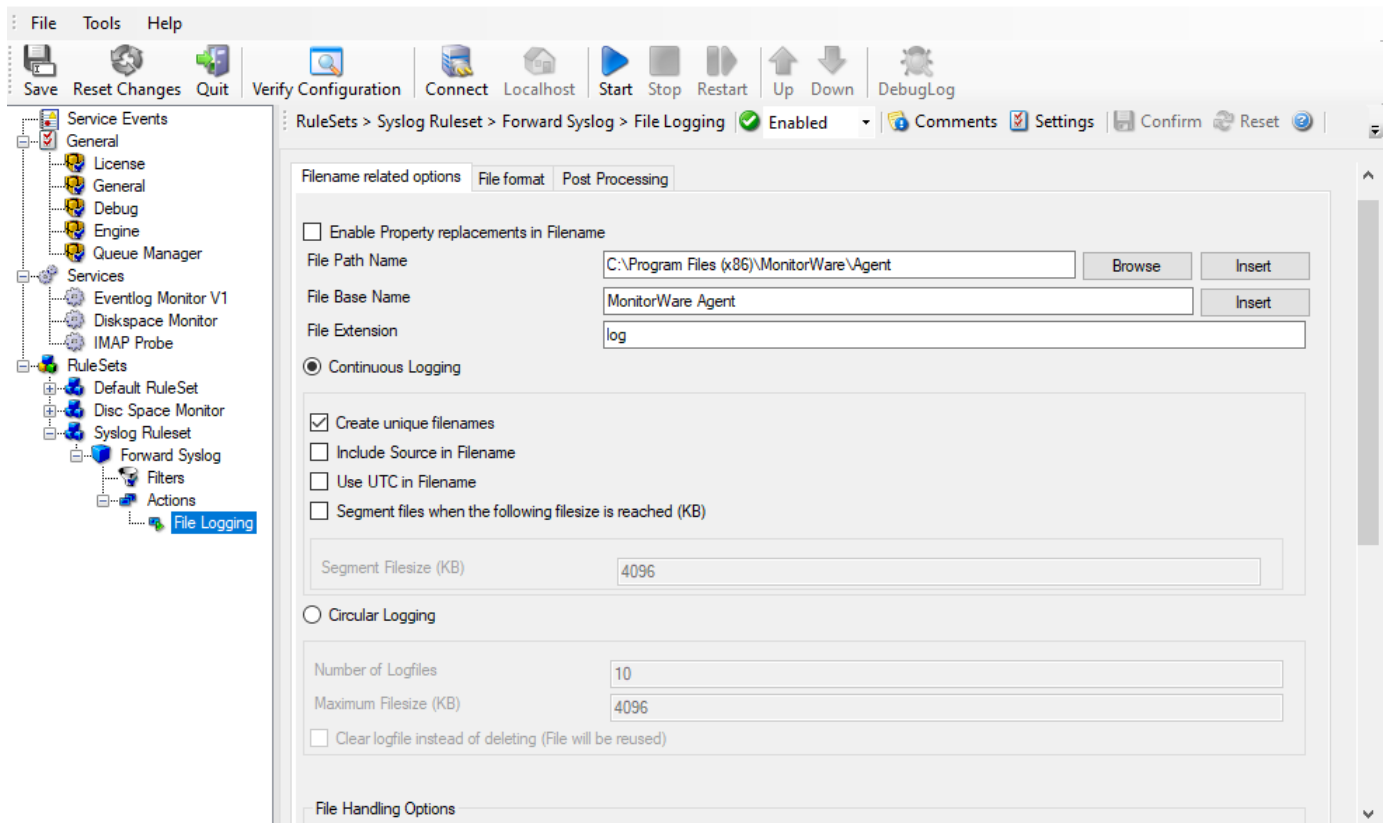 File Tools Help
Save Reset Changes Quit Verify Configuration Connect Localhost Start Stop Restart Up Down DebugLog
Service Events
General
License
General
Debug
Engine
Queue Manager
Services
Eventlog Monitor V1
Diskspace Monitor
IMAP Probe
RuleSets
Default RuleSet
Disc Space Monitor
Syslog Ruleset
Forward Syslog
Filters
Actions
File Logging
RuleSets > Syslog Ruleset > Forward Syslog > File Logging Enabled Comments Settings Confirm Reset
Filename related options File format Post Processing
Enable Property replacements in Filename
File Path Name C:\Program Files (x86)\MonitorWare\Agent Browse Insert
File Base Name MonitorWare Agent Insert
File Extension log
Continuous Logging
Create unique filenames
Include Source in Filename
Use UTC in Filename
Segment files when the following filesize is reached (KB)
Segment Filesize (KB) 4096
Circular Logging
Number of Logfiles 10
Maximum Filesize (KB) 4096
Clear logfile instead of deleting (File will be reused)
File Handling Options